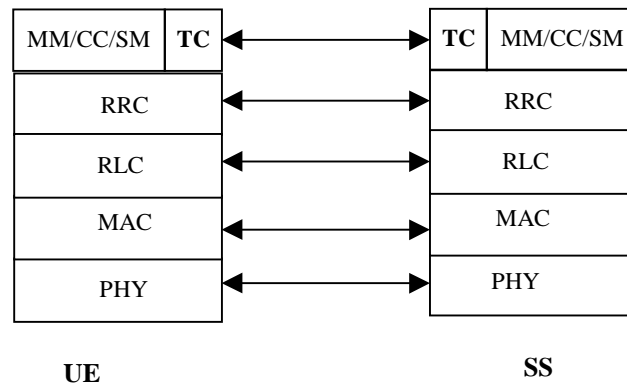 MM/CC/SM TC TC MM/CC/SM
RRC RRC
RLC RLC
MAC MAC
PHY PHY
UE SS